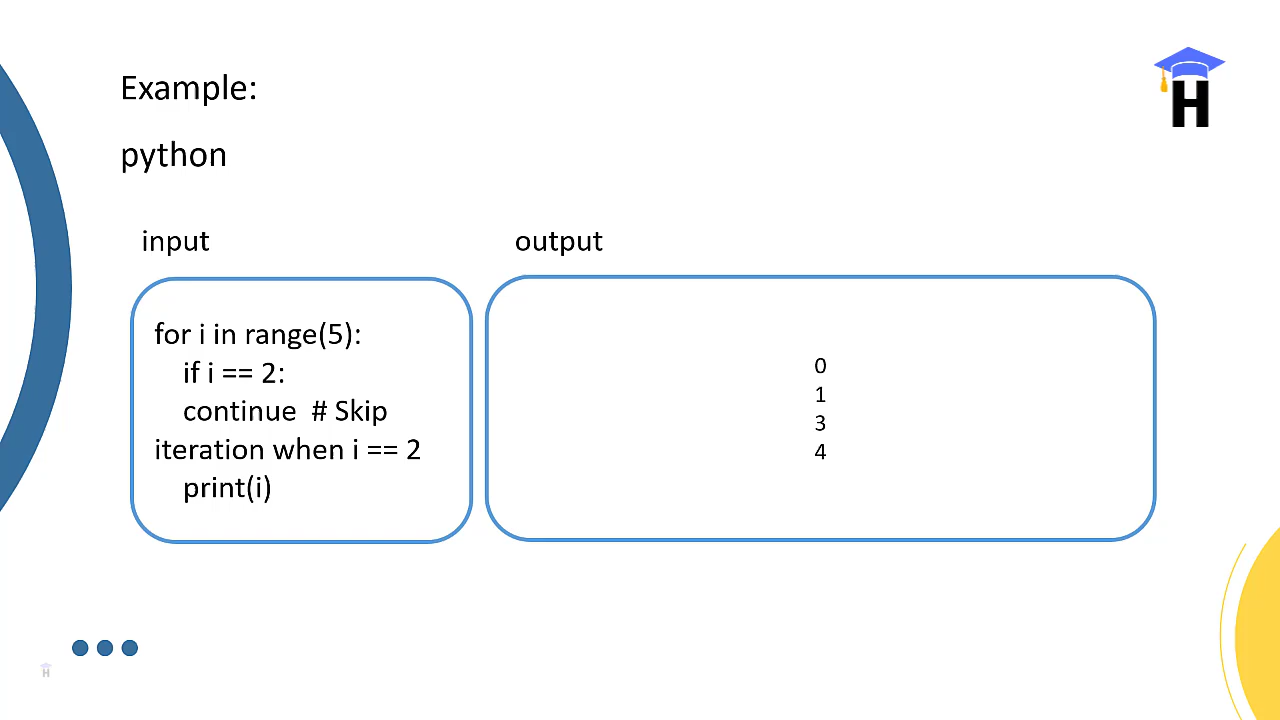 H
Example:
python
input
output
for i in range(5):
    if i == 2:
    continue  # Skip
iteration when i == 2
    print(i)
0
1
3
4
H